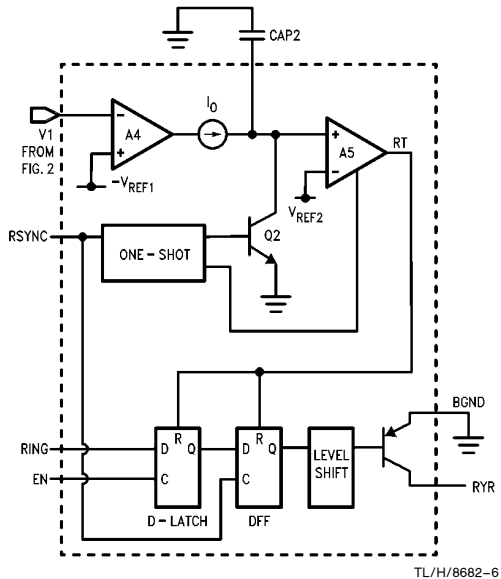 CAP2
I0
V1
FROM
FIG. 2
-
A4
+
-VREF1
+
A5
-
RT
VREF2
RSYNC
ONE-SHOT
Q2
BGND
RING
EN
D
R
Q
C
D-LATCH
D
R
Q
C
DFF
LEVEL
SHIFT
RYR
TL/H/8682-6